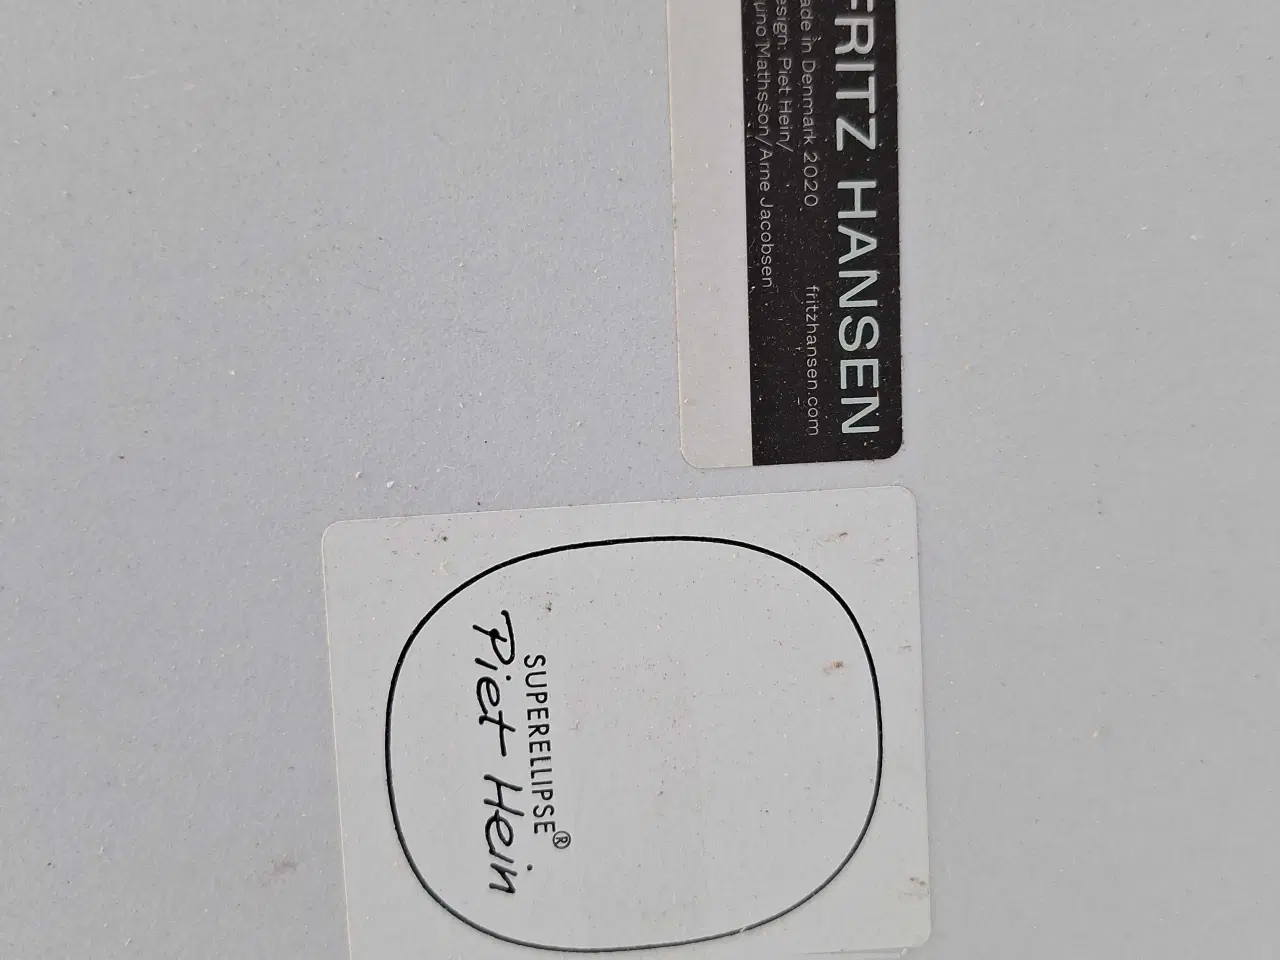 FRITZ HANSEN
ade in Denmark 2020 fritzhansen.com
esign: Piet Hein/
uno Mathsson/Arne Jacobsen
SUPERELLIPSE®
Piet Hein